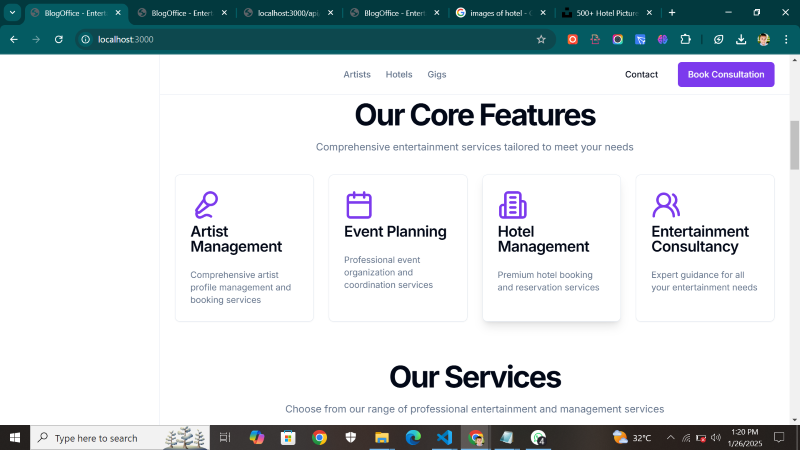 BlogOffice - Entert
BlogOffice - Entert
localhost:3000/api
BlogOffice - Entert
images of hotel -
500+ Hotel Picture
localhost:3000
Artists
Hotels
Gigs
Contact
Book Consultation
Our Core Features
Comprehensive entertainment services tailored to meet your needs
Artist
Management
Comprehensive artist
profile management and
booking services
Event Planning
Professional event
organization and
coordination services
Hotel
Management
Premium hotel booking
and reservation services
Entertainment
Consultancy
Expert guidance for all
your entertainment needs
Our Services
Choose from our range of professional entertainment and management services
Type here to search
4
32°C
1:20 PM
1/26/2025